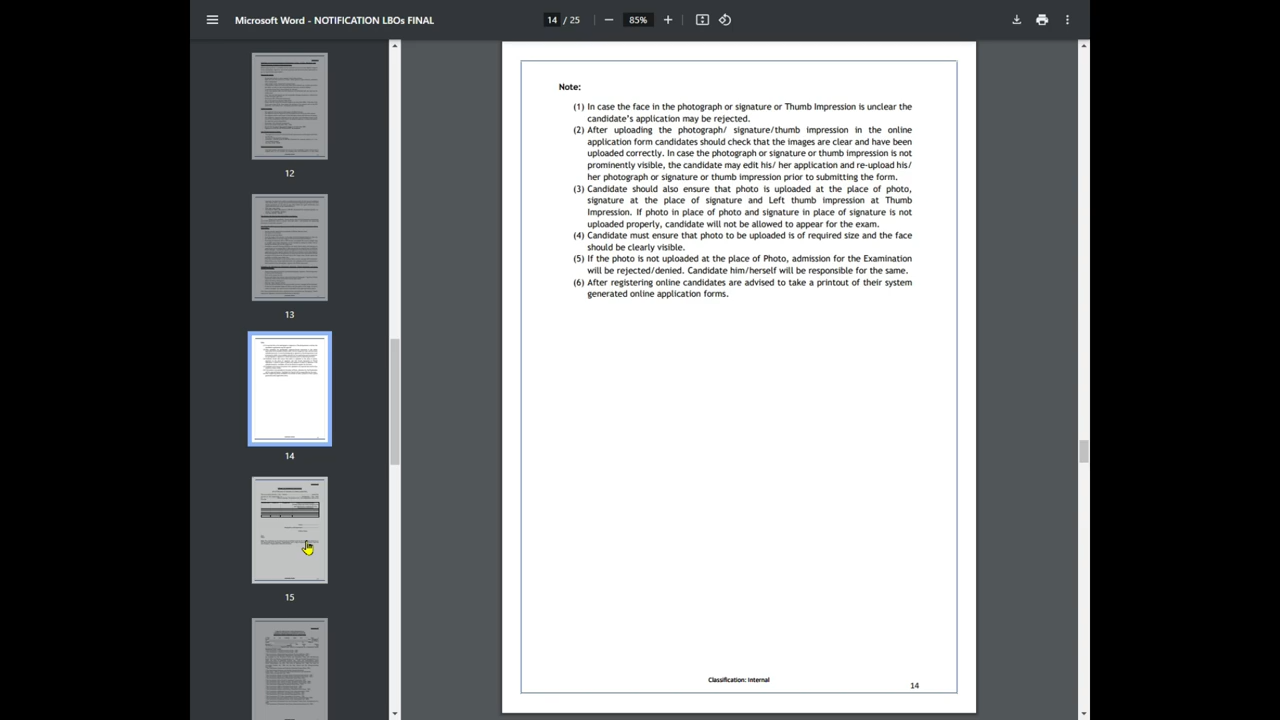 Microsoft Word - NOTIFICATION LBOs FINAL
14 / 25
85%
12
13
14
15
Note:
(1) In case the face in the photograph or signature or Thumb Impression is unclear the
candidate's application may be rejected.
(2) After uploading the photograph/ signature/thumb impression in the online
application form candidates should check that the images are clear and have been
uploaded correctly. In case the photograph or signature or thumb impression is not
prominently visible, the candidate may edit his/ her application and re-upload his/
her photograph or signature or thumb impression prior to submitting the form.
(3) Candidate should also ensure that photo is uploaded at the place of photo,
signature at the place of signature and Left thumb impression at Thumb
Impression. If photo in place of photo and signature in place of signature is not
uploaded properly, candidate will not be allowed to appear for the exam.
(4) Candidate must ensure that photo to be uploaded is of required size and the face
should be clearly visible.
(5) If the photo is not uploaded at the place of Photo, admission for the Examination
will be rejected/denied. Candidate him/herself will be responsible for the same.
(6) After registering online candidates are advised to take a printout of their system
generated online application forms.
Classification: Internal
14